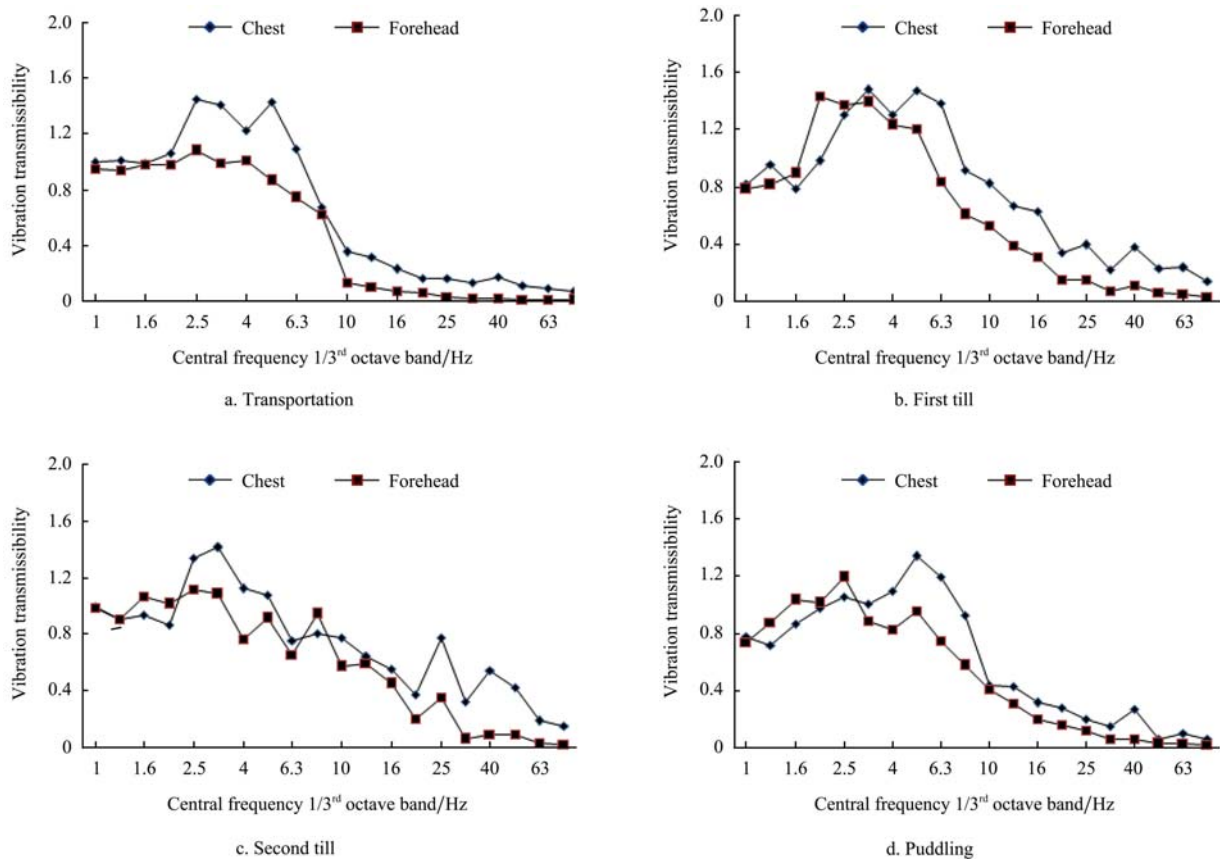 2.0
1.6
1.2
0.8
0.4
0
Vibration transmissibility
Chest Forehead
1 1.6 2.5 4 6.3 10 16 25 40 63
Central frequency 1/3rd octave band/Hz
a. Transportation
2.0
1.6
1.2
0.8
0.4
0
Vibration transmissibility
Chest Forehead
1 1.6 2.5 4 6.3 10 16 25 40 63
Central frequency 1/3rd octave band/Hz
b. First till
2.0
1.6
1.2
0.8
0.4
0
Vibration transmissibility
Chest Forehead
1 1.6 2.5 4 6.3 10 16 25 40 63
Central frequency 1/3rd octave band/Hz
c. Second till
2.0
1.6
1.2
0.8
0.4
0
Vibration transmissibility
Chest Forehead
1 1.6 2.5 4 6.3 10 16 25 40 63
Central frequency 1/3rd octave band/Hz
d. Puddling